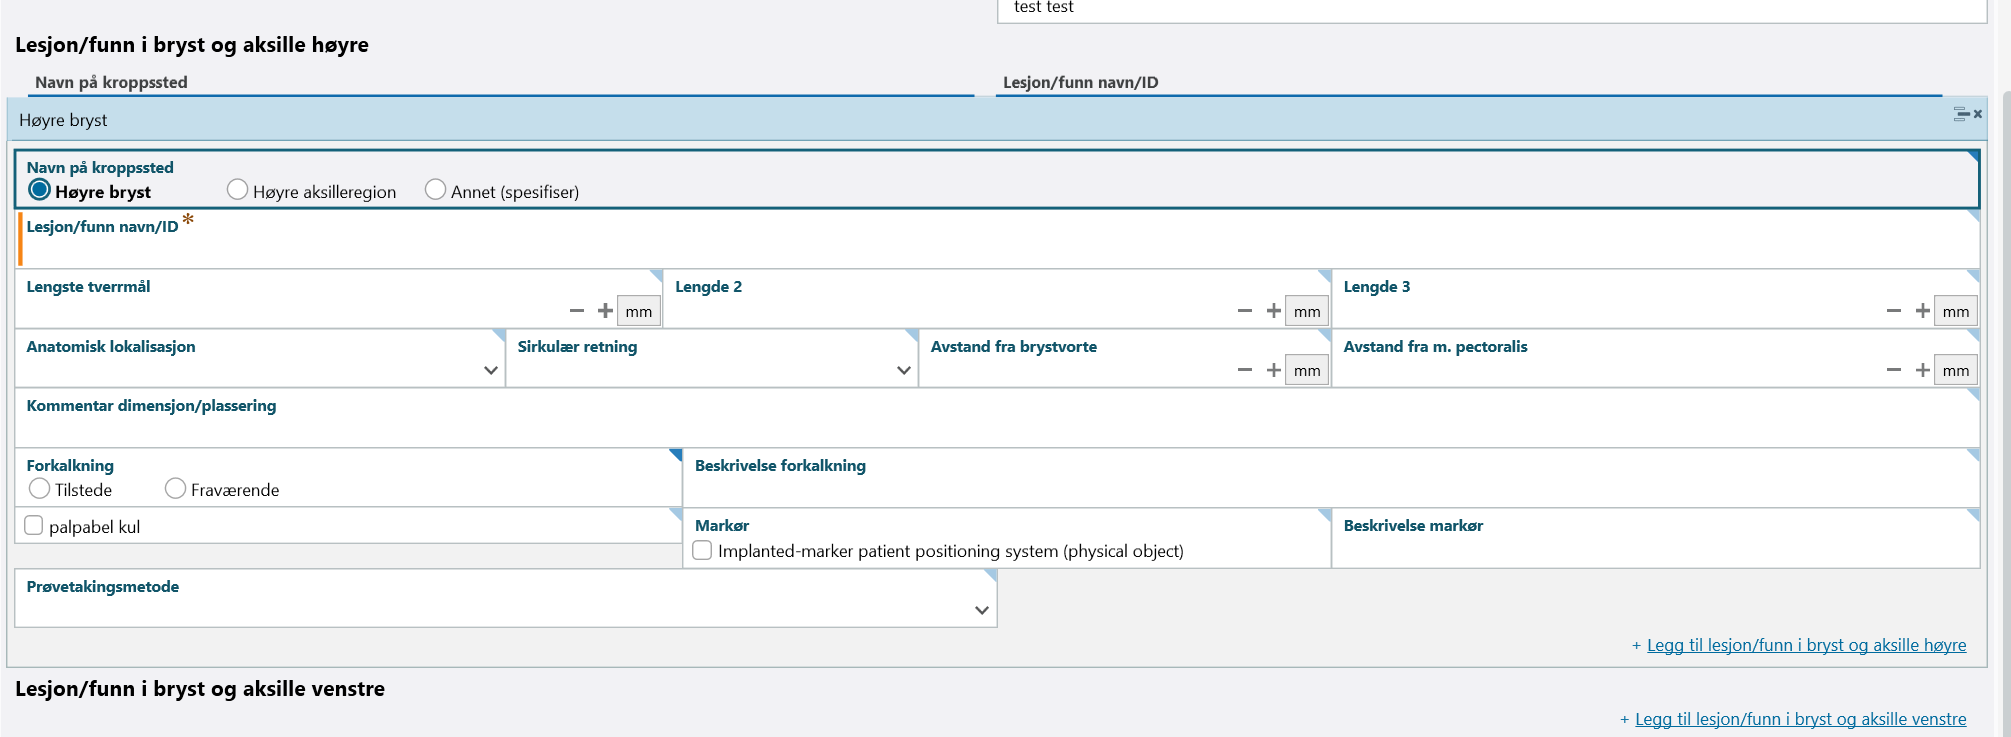 test test
Lesjon/funn i bryst og aksille høyre
Navn på kroppssted Lesjon/funn navn/ID
Høyre bryst
Navn på kroppssted
Høyre bryst Høyre aksilleregion Annet (spesifiser)
Lesjon/funn navn/ID *
Lengste tverrmål Lengde 2 Lengde 3
mm mm mm
Anatomisk lokalisasjon Sirkulær retning Avstand fra brystvorte Avstand fra m. pectoralis
mm mm
Kommentar dimensjon/plassering
Forkalkning Beskrivelse forkalkning
Tilstede Fraværende
palpabel kul Markør Beskrivelse markør
Implanted-marker patient positioning system (physical object)
Prøvetakingsmetode
+ Legg til lesjon/funn i bryst og aksille høyre
Lesjon/funn i bryst og aksille venstre
+ Legg til lesjon/funn i bryst og aksille venstre